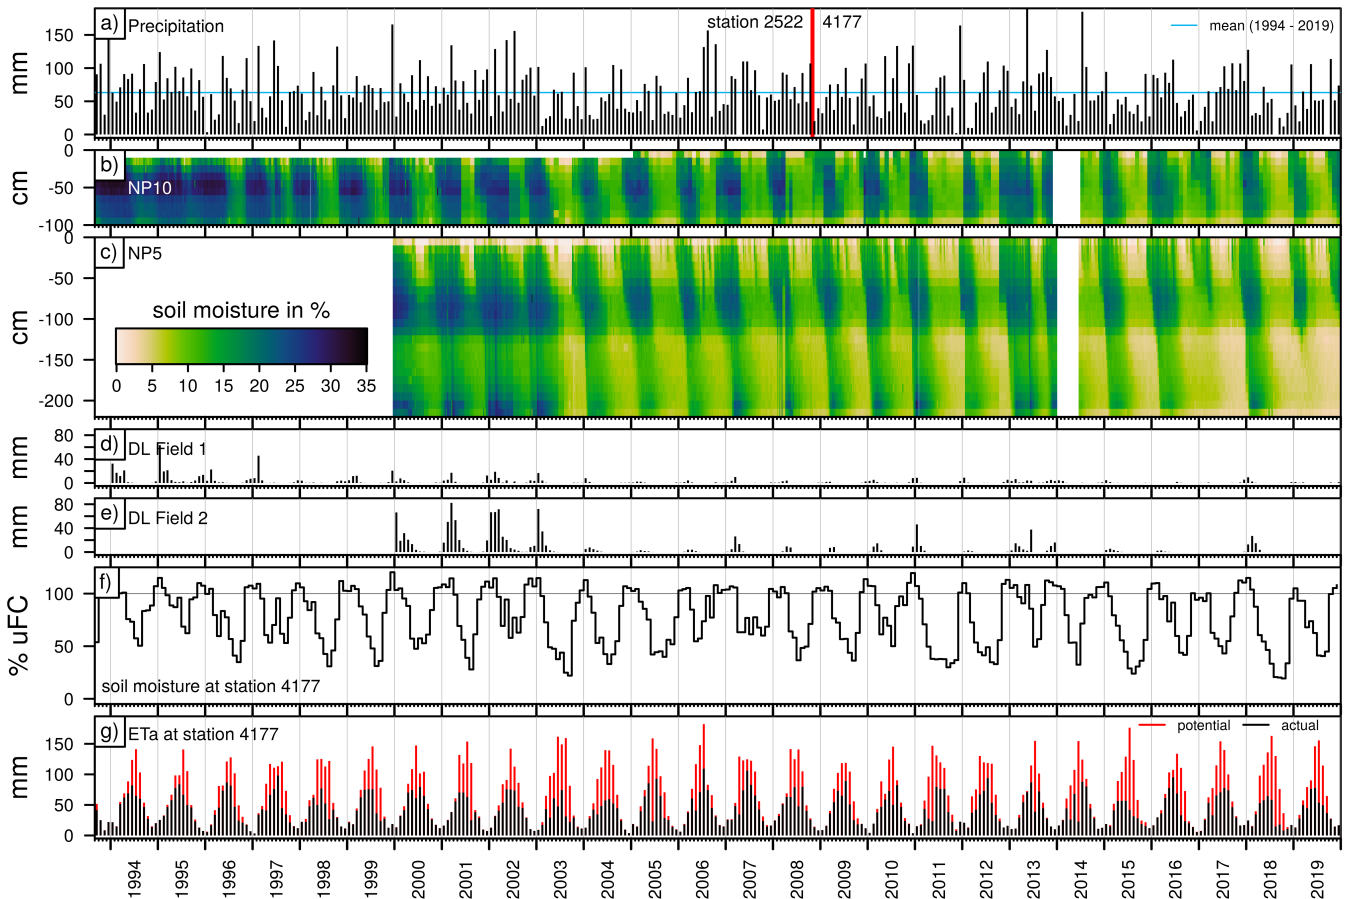 a) Precipitation station 2522 4177 mean (1994 - 2019)
mm
150
100
50
0
b) NP10
cm
0
-50
-100
c) NP5
cm
0
-50
-100
-150
-200
soil moisture in %
0 5 10 15 20 25 30 35
d) DL Field 1
mm
80
40
0
e) DL Field 2
mm
80
40
0
f)
% uFC
100
50
0
soil moisture at station 4177
g) ETa at station 4177 potential actual
mm
150
100
50
0
1994 1995 1996 1997 1998 1999 2000 2001 2002 2003 2004 2005 2006 2007 2008 2009 2010 2011 2012 2013 2014 2015 2016 2017 2018 2019